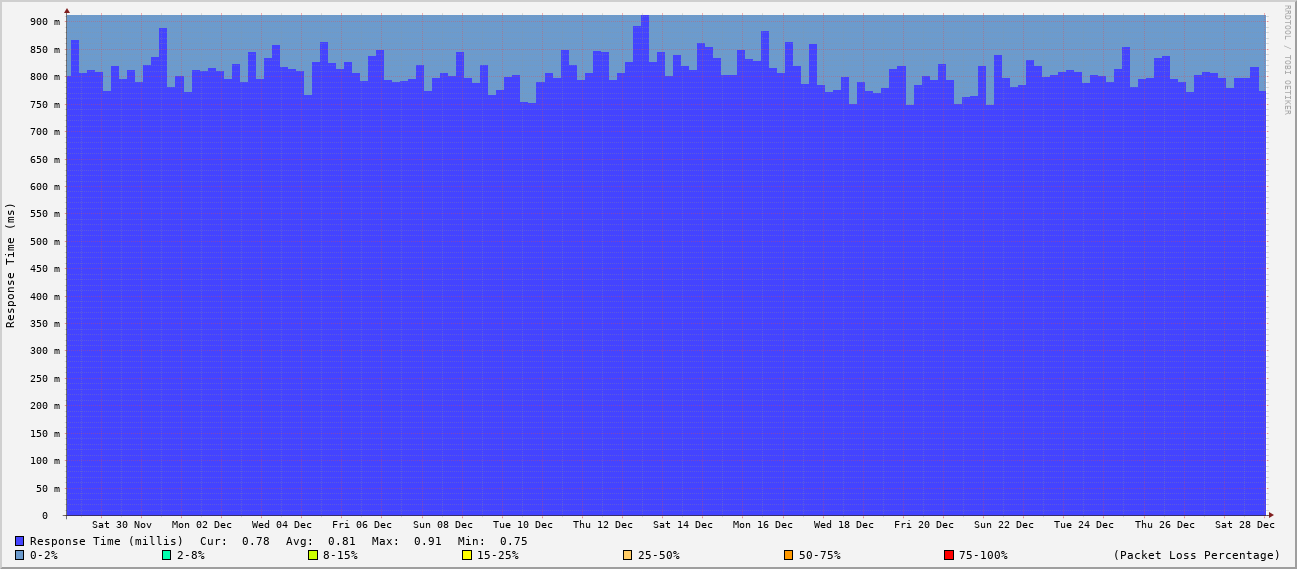 RRDTOOL / TOBI OETIKER
Response Time (ms)
900 m
850 m
800 m
750 m
700 m
650 m
600 m
550 m
500 m
450 m
400 m
350 m
300 m
250 m
200 m
150 m
100 m
50 m
0
Sat 30 Nov Mon 02 Dec Wed 04 Dec Fri 06 Dec Sun 08 Dec Tue 10 Dec Thu 12 Dec Sat 14 Dec Mon 16 Dec Wed 18 Dec Fri 20 Dec Sun 22 Dec Tue 24 Dec Thu 26 Dec Sat 28 Dec
Response Time (millis) Cur: 0.78 Avg: 0.81 Max: 0.91 Min: 0.75
0-2% 2-8% 8-15% 15-25% 25-50% 50-75% 75-100% (Packet Loss Percentage)